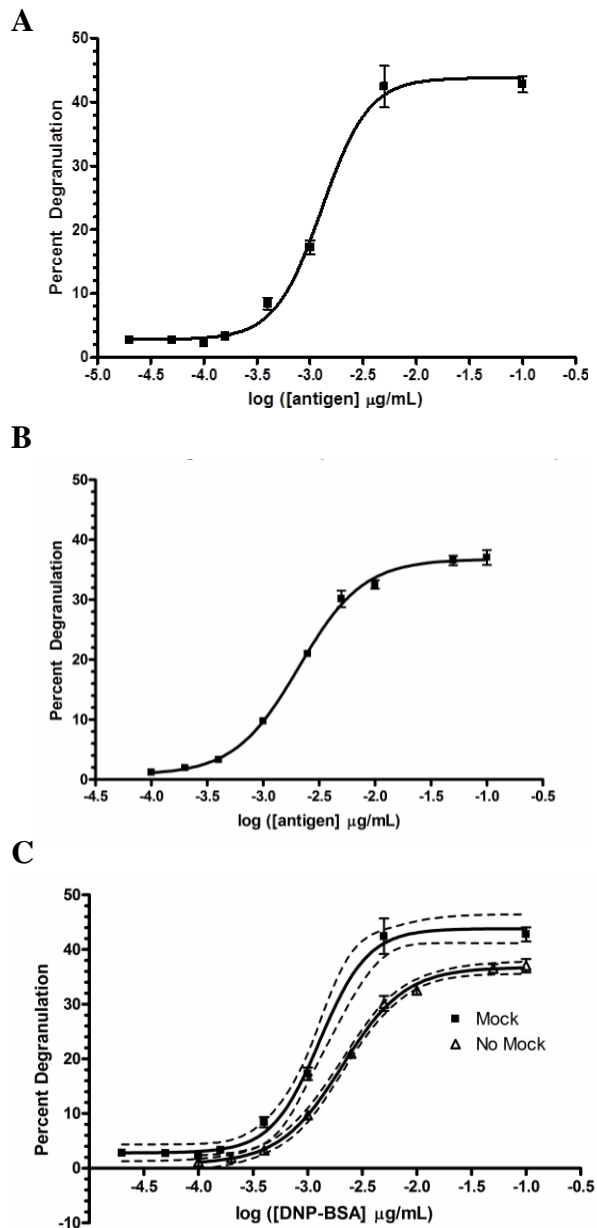 A
50
40
30
20
10
0
Percent Degranulation
-5.0 -4.5 -4.0 -3.5 -3.0 -2.5 -2.0 -1.5 -1.0 -0.5
log ([antigen] μg/mL)
B
50
40
30
20
10
0
Percent Degranulation
-4.5 -4.0 -3.5 -3.0 -2.5 -2.0 -1.5 -1.0 -0.5
log ([antigen] μg/mL)
C
50
40
30
20
10
0
-10
Percent Degranulation
Mock
No Mock
-4.5 -4.0 -3.5 -3.0 -2.5 -2.0 -1.5 -1.0 -0.5
log ([DNP-BSA] μg/mL)